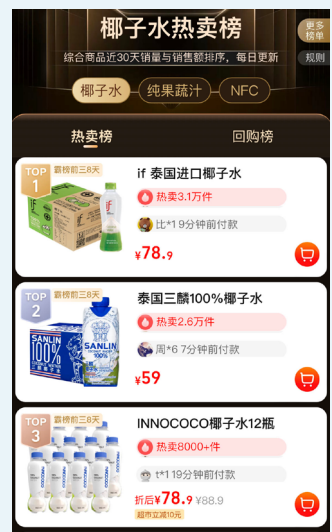 椰子水热卖榜
更多
榜单
综合商品近30天销量与销售额排序，每日更新
规则
椰子水
纯果蔬汁
NFC
热卖榜
回购榜
TOP
1
霸榜前三8天
if 泰国进口椰子水
热卖3.1万件
比*1 9分钟前付款
¥78.9
TOP
2
霸榜前三8天
SANLIN
100%
SANLIN
100%
泰国三麟100%椰子水
热卖2.6万件
周*6 7分钟前付款
¥59
TOP
3
霸榜前三8天
INNOCOCO椰子水12瓶
热卖8000+件
t*1 19分钟前付款
折后¥78.9 ¥88.9
超市立减10元